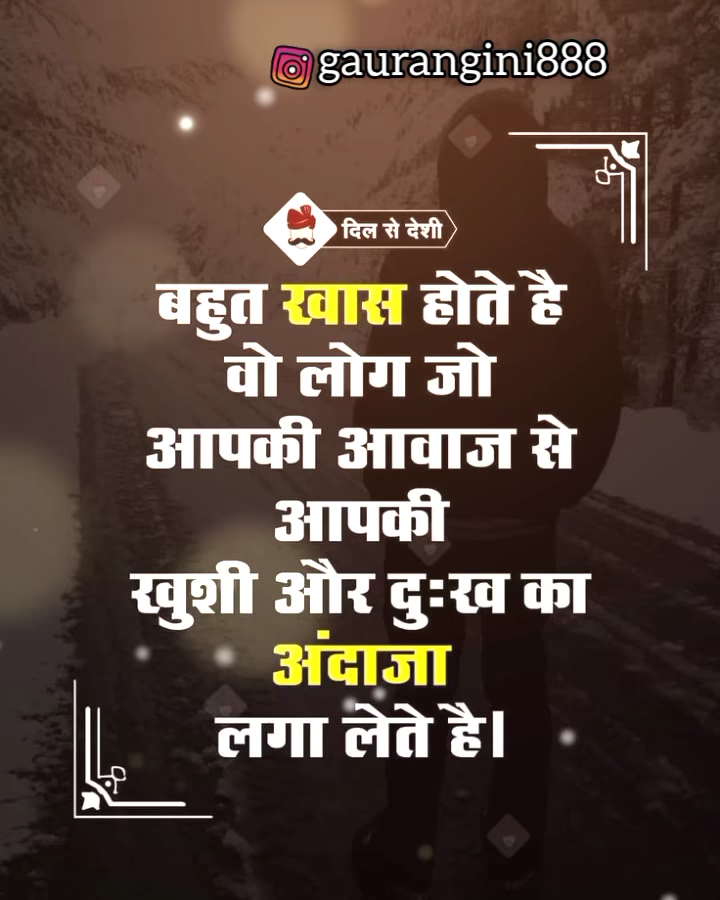 gaurangini888
दिल से देशी
बहुत खास होते है
वो लोग जो
आपकी आवाज से
आपकी
खुशी और दुःख का
अंदाजा
लगा लेते है।